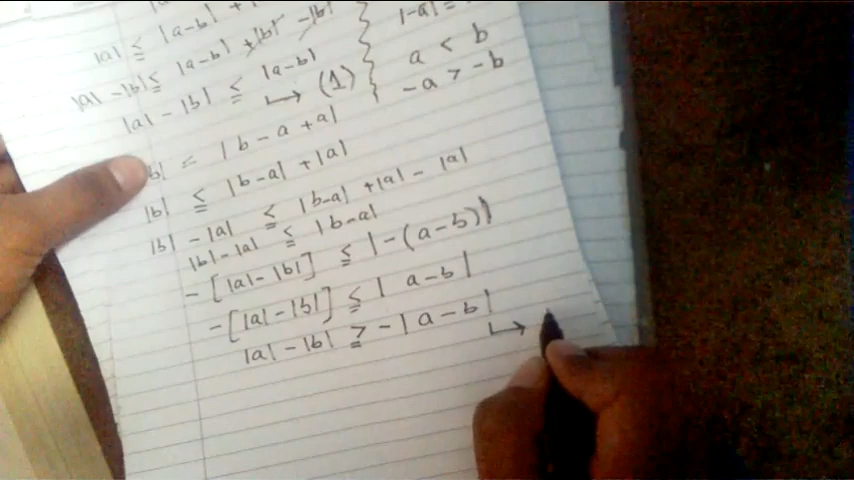 |a| ≤ |a-b| +
|a| - |b| ≤ |a-b| + |b| - |b|
|a| - |b| ≤ |a-b|
↳ (1)
|-a| =
a < b
-a > -b
b| = |b - a + a|
|b| ≤ |b-a| + |a|
|b| - |a| ≤ |b-a| + |a| - |a|
|b| - |a| ≤ |b-a|
-[|a| - |b|] ≤ |-(a-b)|
-[|a| - |b|] ≤ |a-b|
|a| - |b| ≥ -|a-b|
↳